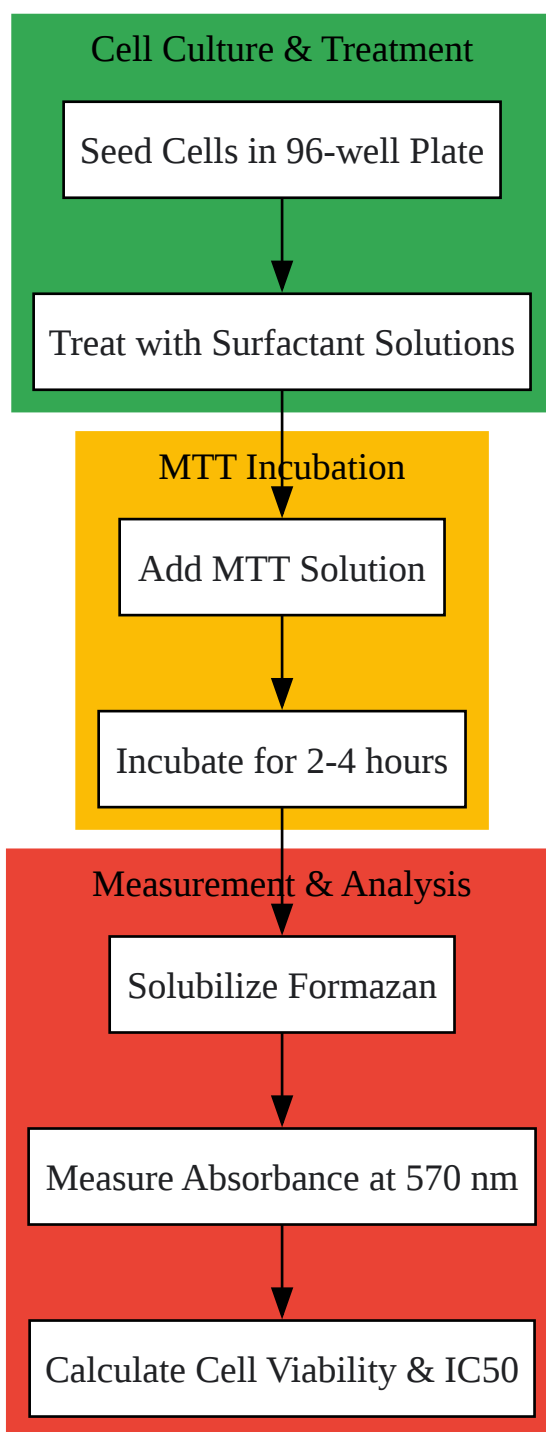 Cell Culture & Treatment
Seed Cells in 96-well Plate
Treat with Surfactant Solutions
MTT Incubation
Add MTT Solution
Incubate for 2-4 hours
Measurement & Analysis
Solubilize Formazan
Measure Absorbance at 570 nm
Calculate Cell Viability & IC50